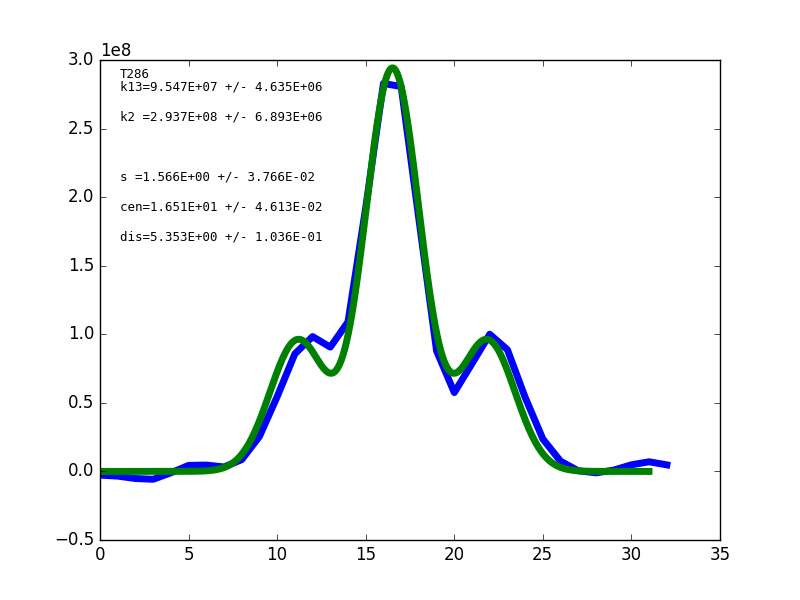 1e8
3.0
T286
k13=9.547E+07 +/- 4.635E+06
k2 =2.937E+08 +/- 6.893E+06
2.5
s =1.566E+00 +/- 3.766E-02
2.0
cen=1.651E+01 +/- 4.613E-02
dis=5.353E+00 +/- 1.036E-01
1.5
1.0
0.5
0.0
−0.5
0 5 10 15 20 25 30 35